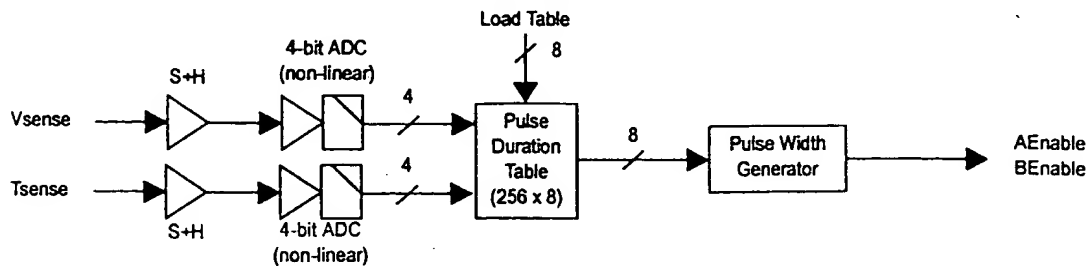 Load Table
8
4-bit ADC
(non-linear)
S+H
4
Vsense
Pulse
Duration
Table
(256 x 8)
8
Pulse Width
Generator
AEnable
BEnable
Tsense
4
S+H
4-bit ADC
(non-linear)